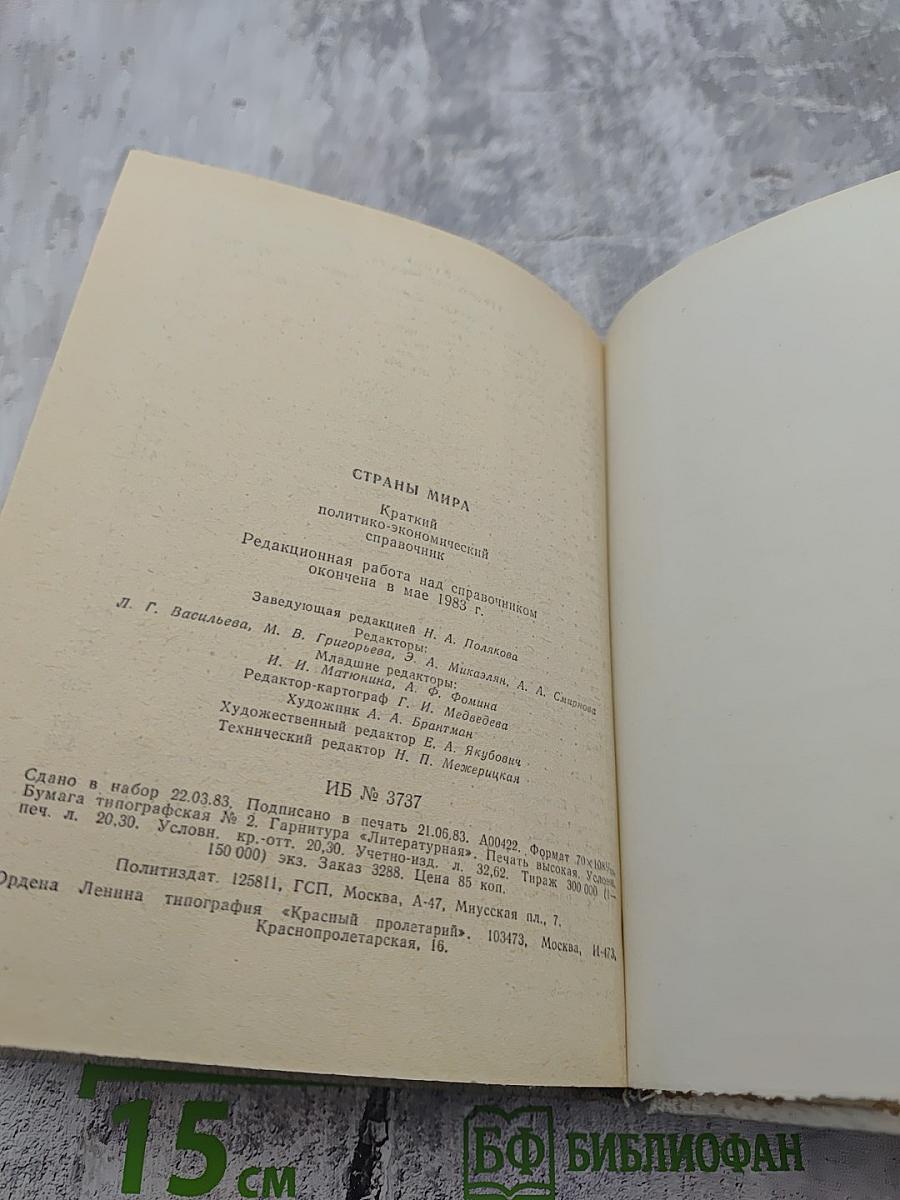 СТРАНЫ МИРА
Краткий
политико-экономический
справочник
Редакционная работа над справочником
окончена в мае 1983 г.
Заведующая редакцией Н. А. Полякова
Редакторы:
Л. Г. Васильева, М. В. Григорьева, Э. А. Микаэлян, А. А. Смирнова
Младшие редакторы:
И. И. Матюнина, А. Ф. Фомина
Редактор-картограф Г. И. Медведева
Художник А. А. Брантман
Художественный редактор Е. А. Якубович
Технический редактор Н. П. Межерицкая
ИБ № 3737
Сдано в набор 22.03.83. Подписано в печать 21.06.83. А00422. Формат 70×108
Бумага типографская № 2. Гарнитура «Литературная». Печать высокая. Условн.
печ. л. 20,30. Условн. кр.-отт. 20,30. Учетно-изд. л. 32,62. Тираж 300 000 (1—
150 000) экз. Заказ 3288. Цена 85 коп.
Политиздат. 125811, ГСП, Москва, А-47, Миусская пл., 7.
Ордена Ленина типография «Красный пролетарий». 103473, Москва, И-473,
Краснопролетарская, 16.
15 см
БФ БИБЛИОФАН